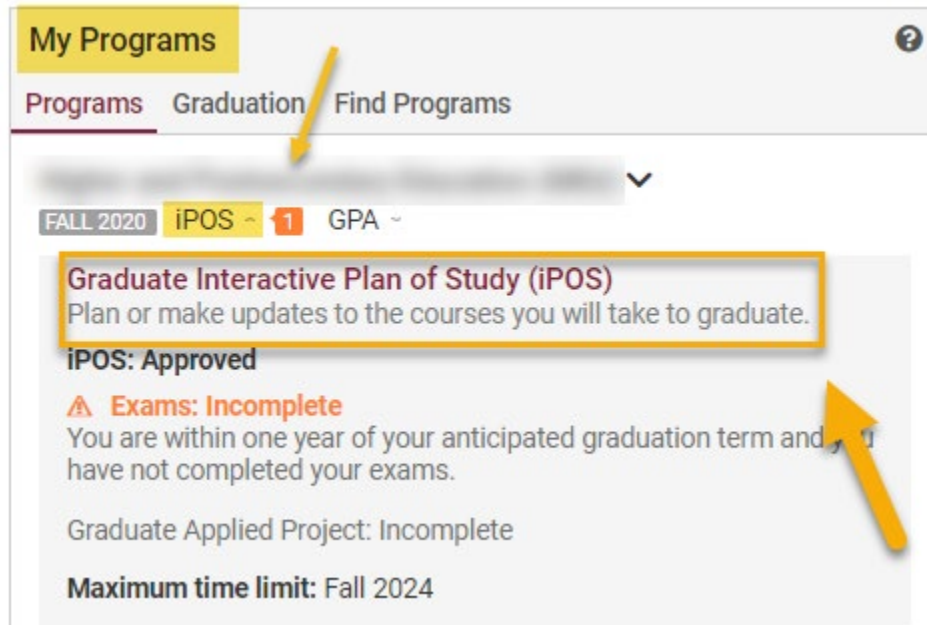 My Programs
Programs Graduation Find Programs
FALL 2020 iPOS 1 GPA
Graduate Interactive Plan of Study (iPOS)
Plan or make updates to the courses you will take to graduate.
iPOS: Approved
Exams: Incomplete
You are within one year of your anticipated graduation term and you
have not completed your exams.
Graduate Applied Project: Incomplete
Maximum time limit: Fall 2024